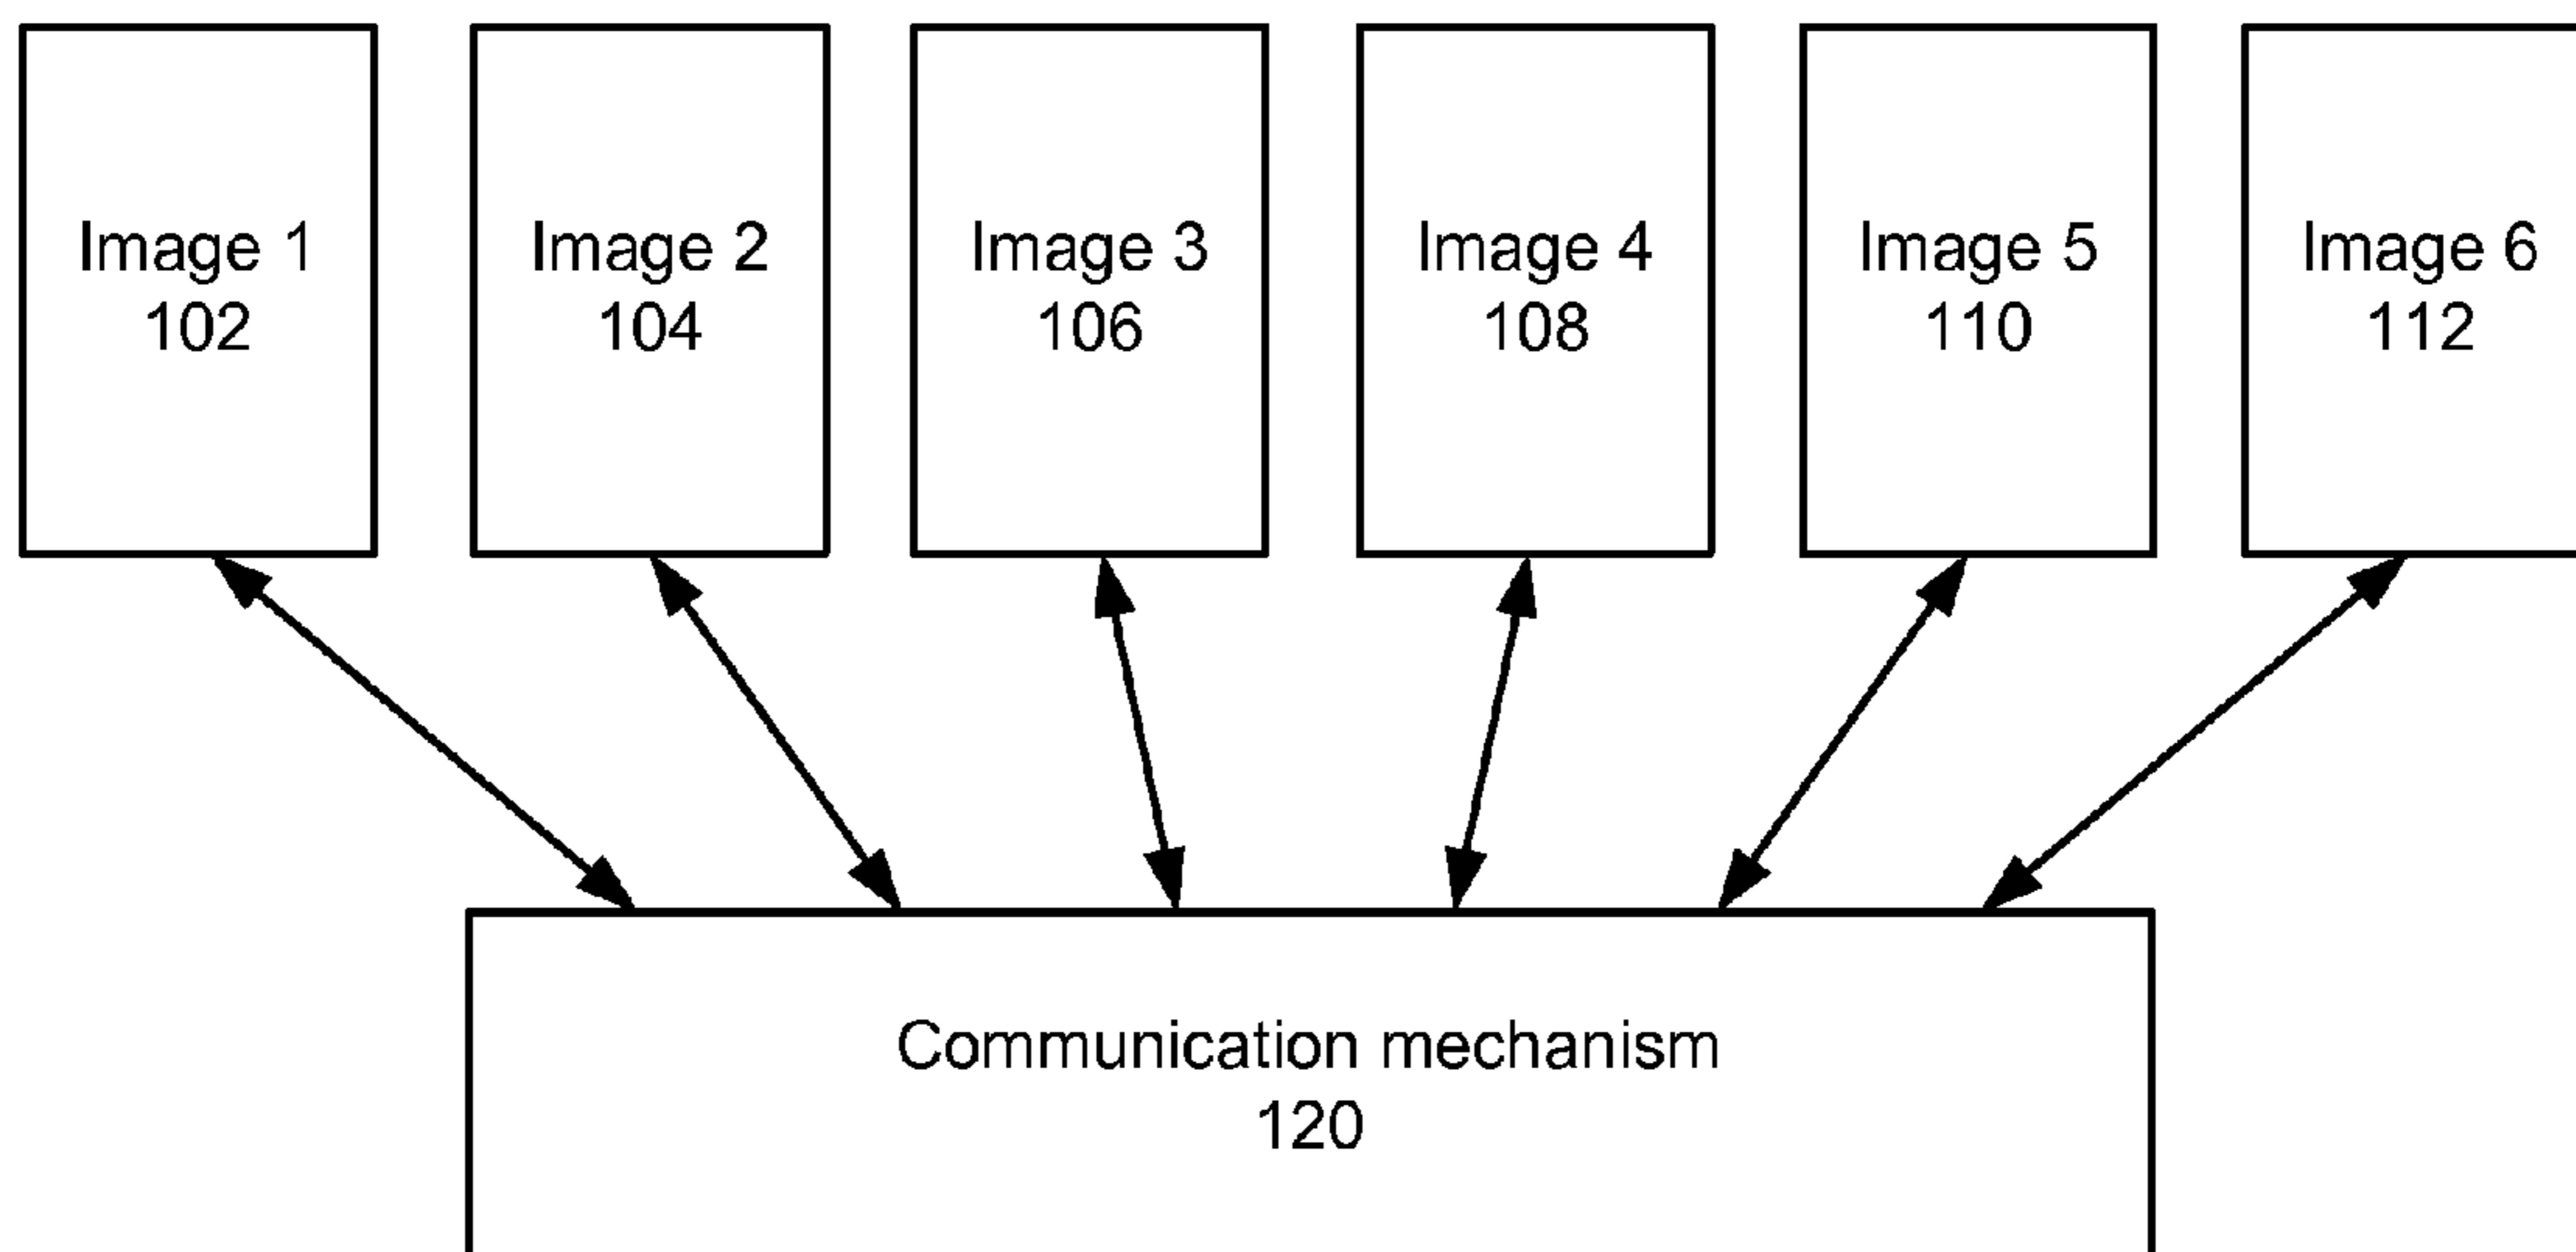 Image 1
102
Image 2
104
Image 3
106
Image 4
108
Image 5
110
Image 6
112
Communication mechanism
120